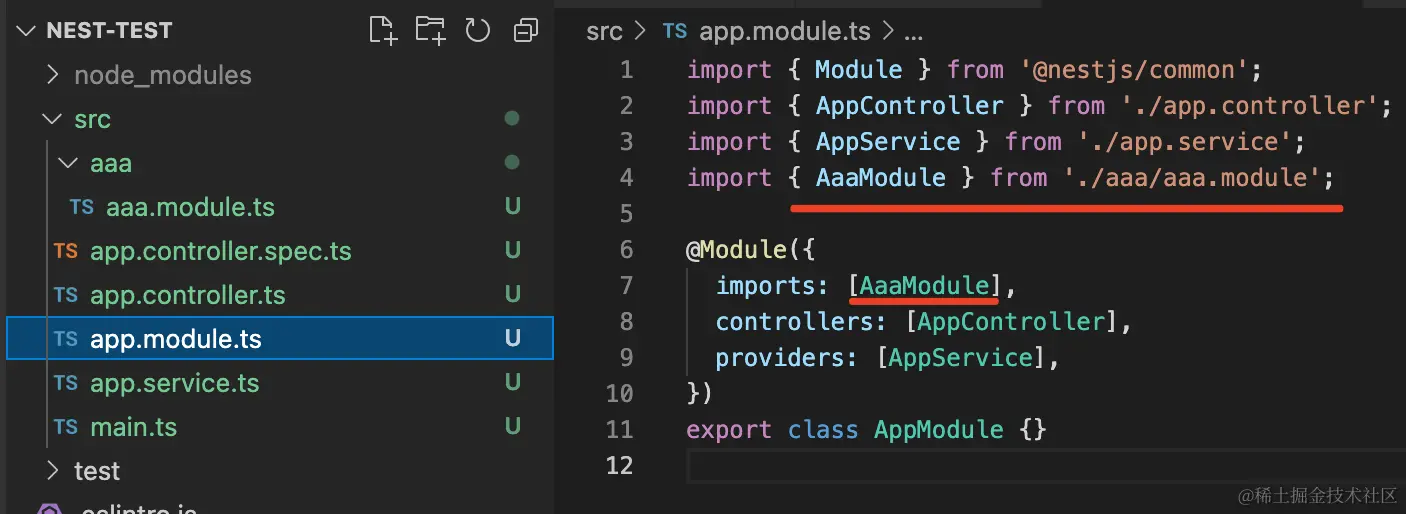 NEST-TEST
node_modules
src
aaa
TS aaa.module.ts U
TS app.controller.spec.ts U
TS app.controller.ts U
TS app.module.ts U
TS app.service.ts U
TS main.ts U
test
src > TS app.module.ts > ...
1 import { Module } from '@nestjs/common';
2 import { AppController } from './app.controller';
3 import { AppService } from './app.service';
4 import { AaaModule } from './aaa/aaa.module';
5
6 @Module({
7 imports: [AaaModule],
8 controllers: [AppController],
9 providers: [AppService],
10 })
11 export class AppModule {}
12
@稀土掘金技术社区